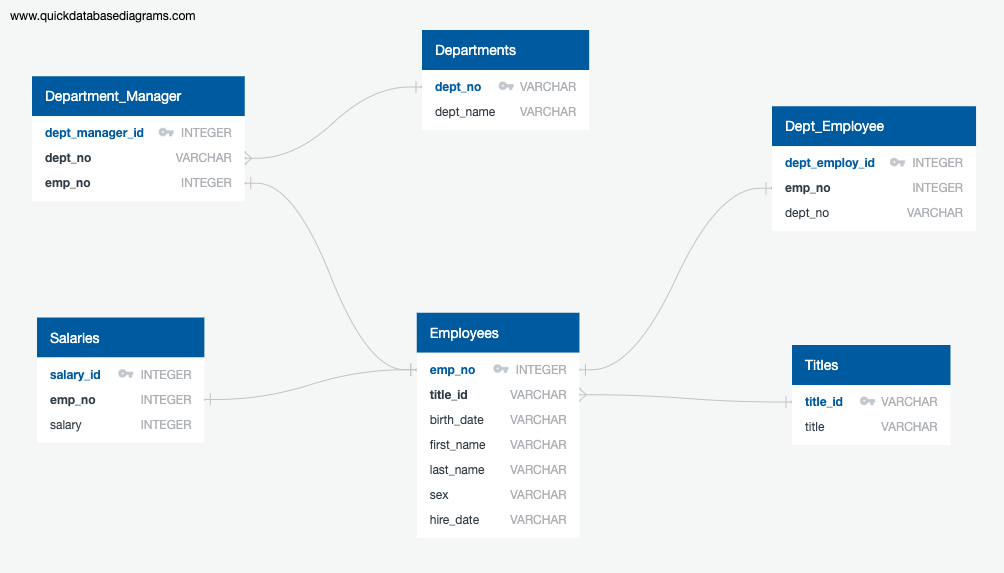 www.quickdatabasediagrams.com
Departments
dept_no VARCHAR
dept_name VARCHAR
Department_Manager
dept_manager_id INTEGER
dept_no VARCHAR
emp_no INTEGER
Dept_Employee
dept_employ_id INTEGER
emp_no INTEGER
dept_no VARCHAR
Salaries
salary_id INTEGER
emp_no INTEGER
salary INTEGER
Employees
emp_no INTEGER
title_id VARCHAR
birth_date VARCHAR
first_name VARCHAR
last_name VARCHAR
sex VARCHAR
hire_date VARCHAR
Titles
title_id VARCHAR
title VARCHAR